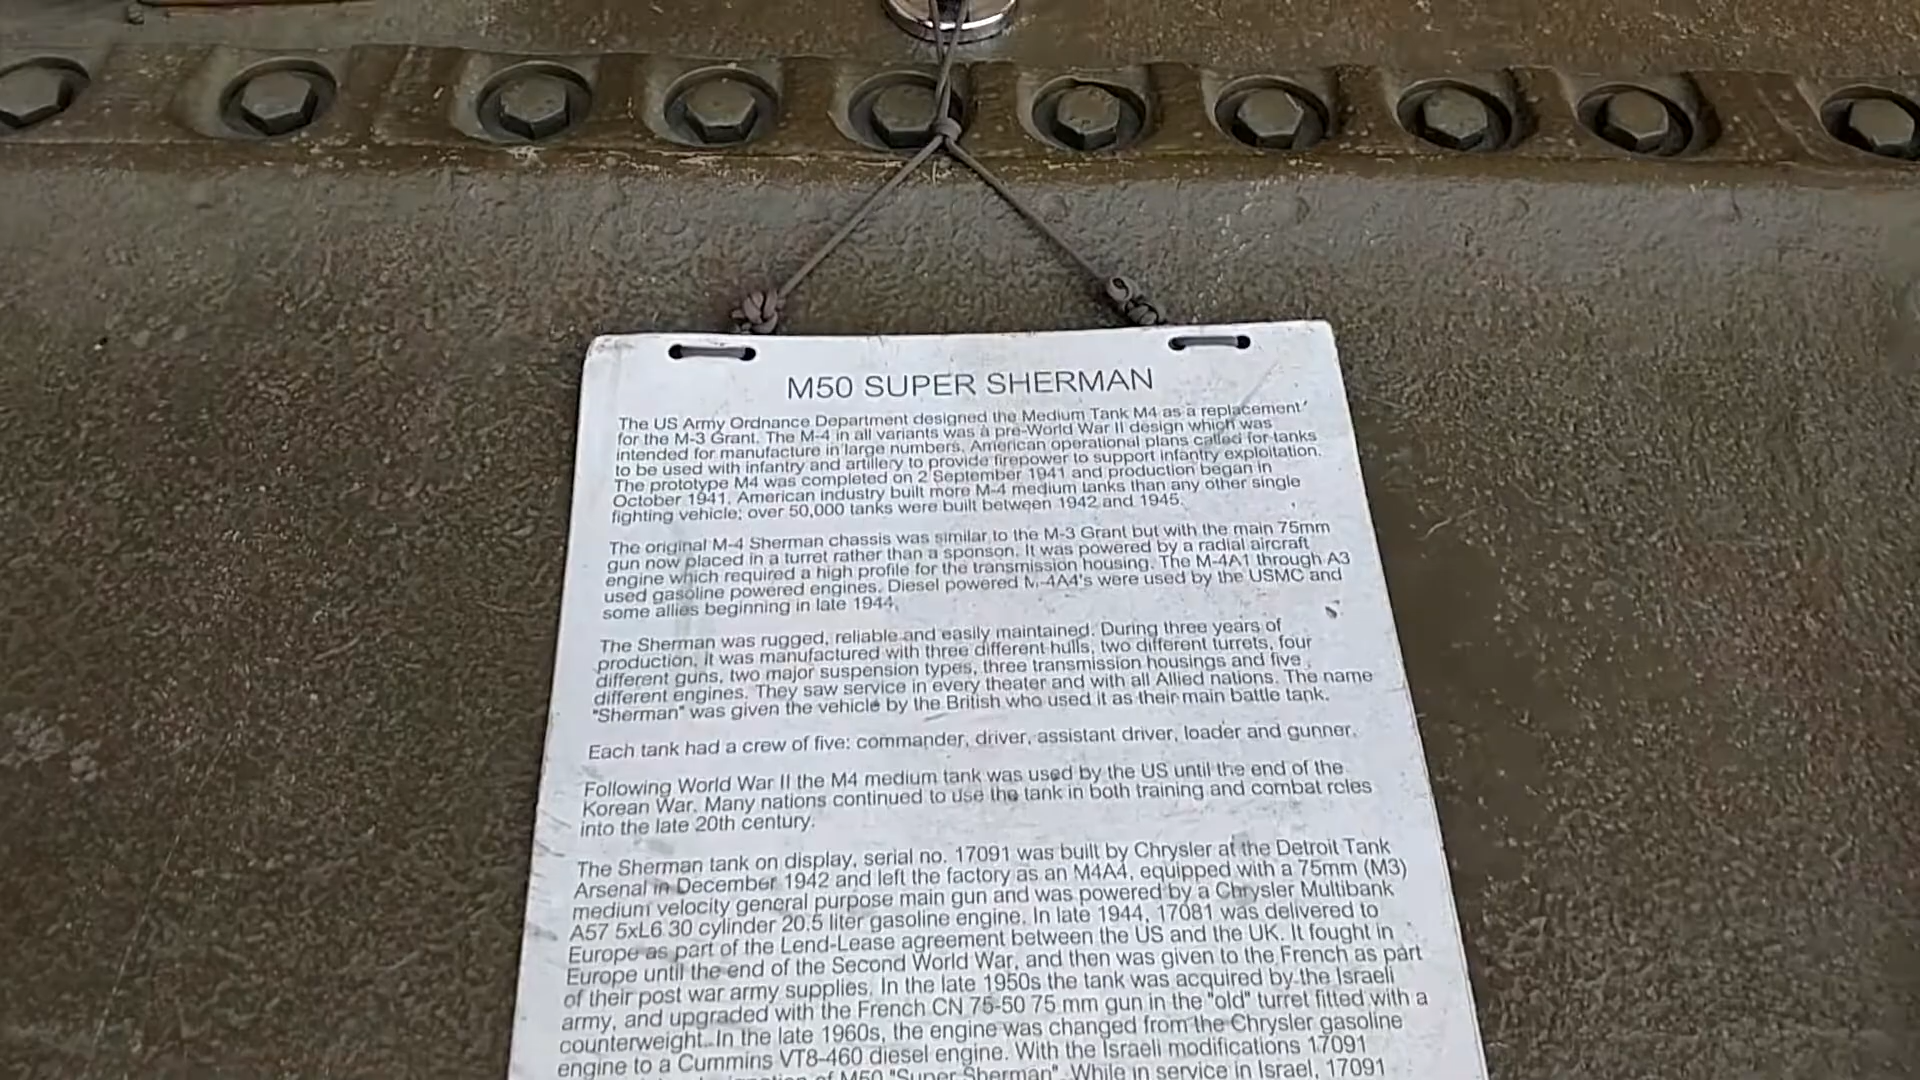 M50 SUPER SHERMAN
The US Army Ordnance Department designed the Medium Tank M4 as a replacement
for the M-3 Grant. The M-4 in all variants was a pre-World War II design which was
intended for manufacture in large numbers. American operational plans called for tanks
to be used with infantry and artillery to provide firepower to support infantry exploitation.
The prototype M4 was completed on 2 September 1941 and production began in
October 1941. American industry built more M-4 medium tanks than any other single
fighting vehicle; over 50,000 tanks were built between 1942 and 1945.
The original M-4 Sherman chassis was similar to the M-3 Grant but with the main 75mm
gun now placed in a turret rather than a sponson. It was powered by a radial aircraft
engine which required a high profile for the transmission housing. The M-4A1 through A3
used gasoline powered engines. Diesel powered M-4A4's were used by the USMC and
some allies beginning in late 1944.
The Sherman was rugged, reliable and easily maintained. During three years of
production, it was manufactured with three different hulls, two different turrets, four
different guns, two major suspension types, three transmission housings and five
different engines. They saw service in every theater and with all Allied nations. The name
"Sherman" was given the vehicle by the British who used it as their main battle tank.
Each tank had a crew of five: commander, driver, assistant driver, loader and gunner.
Following World War II the M4 medium tank was used by the US until the end of the
Korean War. Many nations continued to use the tank in both training and combat roles
into the late 20th century.
The Sherman tank on display, serial no. 17091 was built by Chrysler at the Detroit Tank
Arsenal in December 1942 and left the factory as an M4A4, equipped with a 75mm (M3)
medium velocity general purpose main gun and was powered by a Chrysler Multibank
A57 5xL6 30 cylinder 20.5 liter gasoline engine. In late 1944, 17081 was delivered to
Europe as part of the Lend-Lease agreement between the US and the UK. It fought in
Europe until the end of the Second World War, and then was given to the French as part
of their post war army supplies. In the late 1950s the tank was acquired by the Israeli
army, and upgraded with the French CN 75-50 75 mm gun in the "old" turret fitted with a
counterweight. In the late 1960s, the engine was changed from the Chrysler gasoline
engine to a Cummins VT8-460 diesel engine. With the Israeli modifications 17091
of M50 "Super Sherman". While in service in Israel, 17091